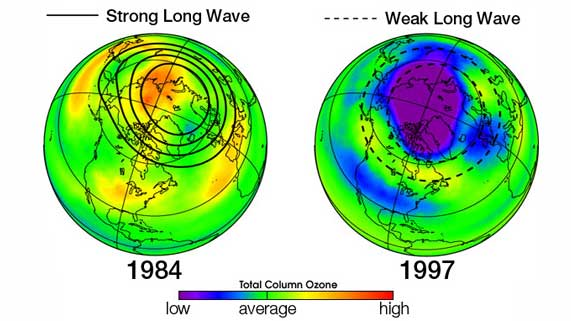 Strong Long Wave
Weak Long Wave
1984
1997
Total Column Ozone
low average high